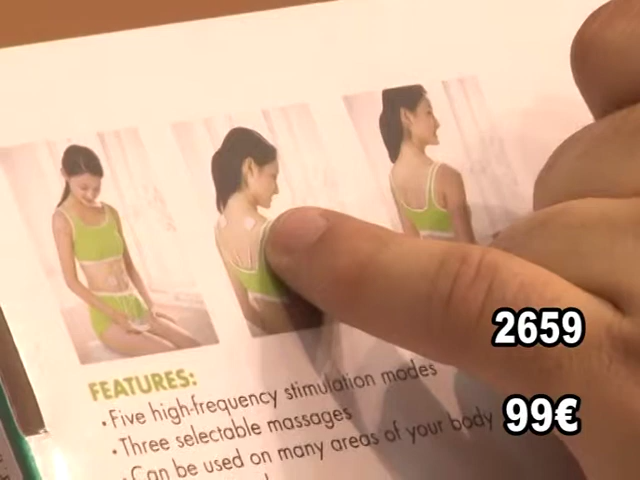 FEATURES:
•Five high-frequency stimulation modes
•Three selectable massages
•Can be used on many areas of your body
2659
99€